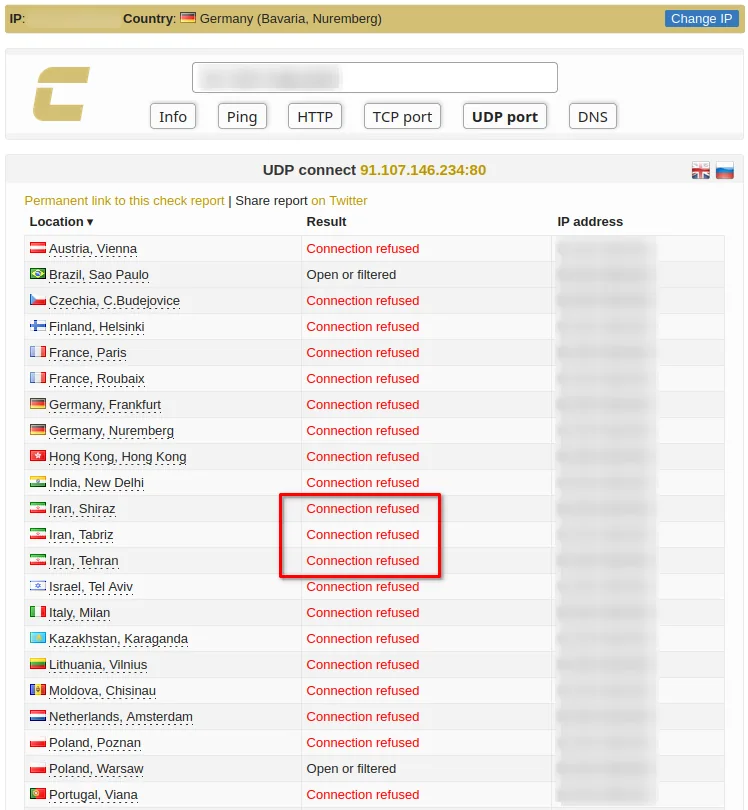 IP: Country: Germany (Bavaria, Nuremberg) Change IP
Info Ping HTTP TCP port UDP port DNS
UDP connect 91.107.146.234:80
Permanent link to this check report | Share report on Twitter
Location ▾ Result IP address
Austria, Vienna Connection refused
Brazil, Sao Paulo Open or filtered
Czechia, C.Budejovice Connection refused
Finland, Helsinki Connection refused
France, Paris Connection refused
France, Roubaix Connection refused
Germany, Frankfurt Connection refused
Germany, Nuremberg Connection refused
Hong Kong, Hong Kong Connection refused
India, New Delhi Connection refused
Iran, Shiraz Connection refused
Iran, Tabriz Connection refused
Iran, Tehran Connection refused
Israel, Tel Aviv Connection refused
Italy, Milan Connection refused
Kazakhstan, Karaganda Connection refused
Lithuania, Vilnius Connection refused
Moldova, Chisinau Connection refused
Netherlands, Amsterdam Connection refused
Poland, Poznan Connection refused
Poland, Warsaw Open or filtered
Portugal, Viana Connection refused